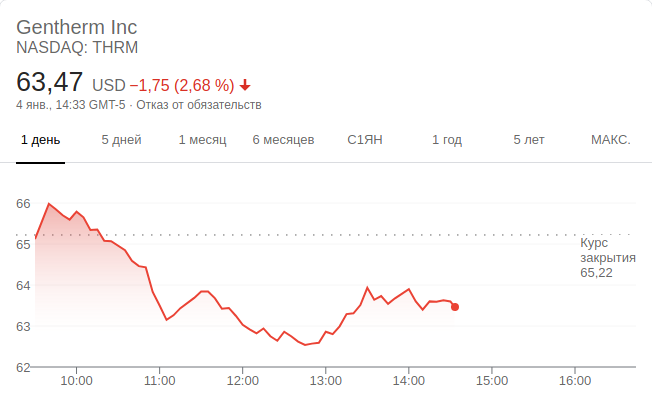 Gentherm Inc
NASDAQ: THRM
63,47 USD −1,75 (2,68 %)
4 янв., 14:33 GMT-5 · Отказ от обязательств
1 день 5 дней 1 месяц 6 месяцев С1ЯН 1 год 5 лет МАКС.
66
65
64
63
62
Курс
закрытия
65,22
10:00 11:00 12:00 13:00 14:00 15:00 16:00